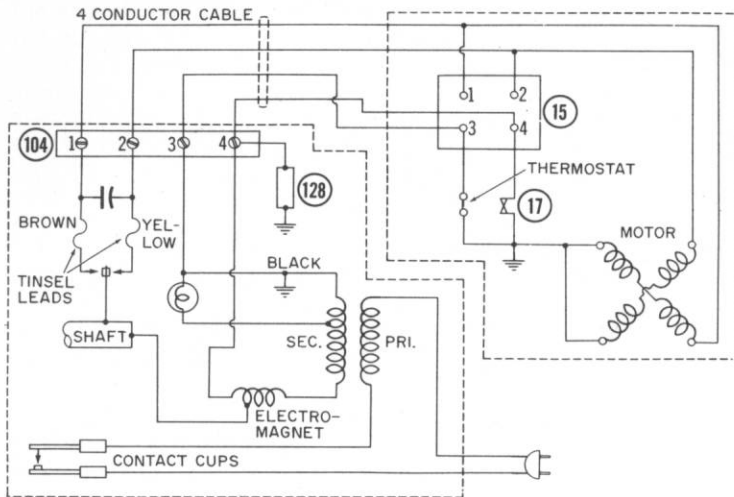 4 CONDUCTOR CABLE
1 2
15
3 4
104
1 2 3 4
128
THERMOSTAT
17
BROWN
YEL-
LOW
MOTOR
TINSEL
LEADS
BLACK
SHAFT
SEC.
PRI.
ELECTRO-
MAGNET
CONTACT CUPS